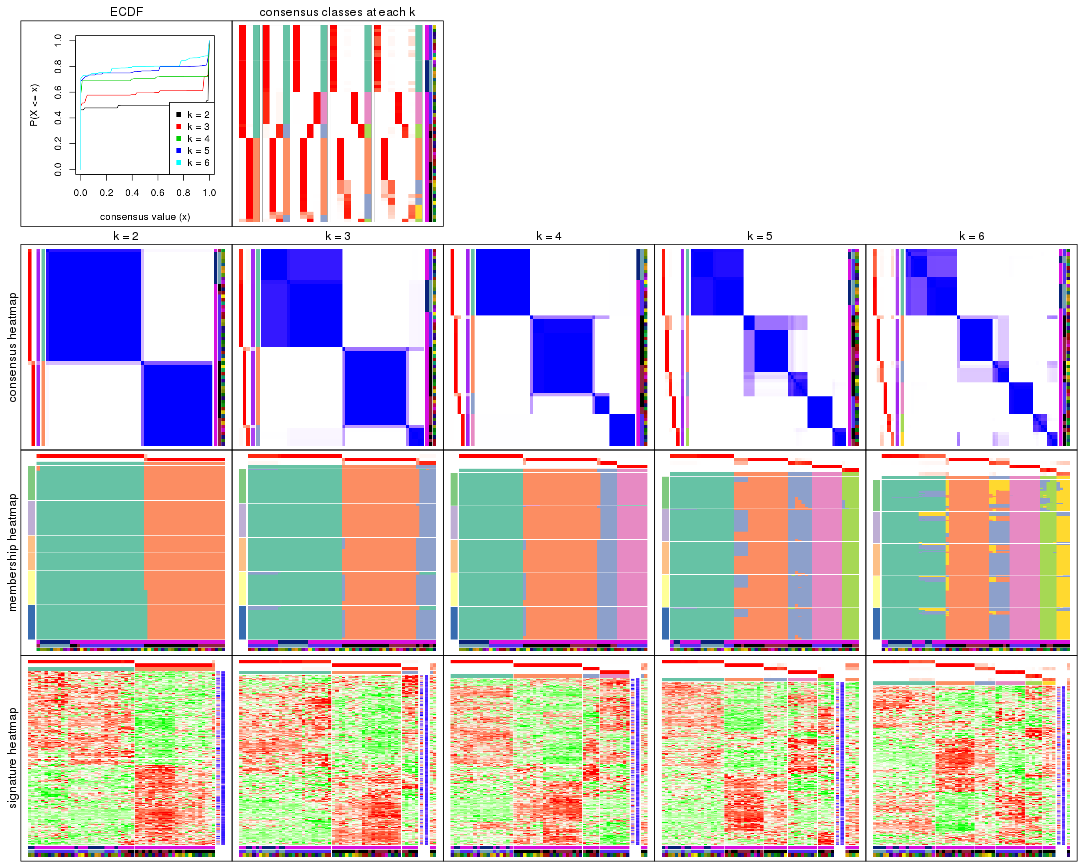 ECDF
consensus classes at each k
P(X <= x)
0.0 0.2 0.4 0.6 0.8 1.0
k = 2
k = 3
k = 4
k = 5
k = 6
0.0 0.2 0.4 0.6 0.8 1.0
consensus value (x)
k = 2
k = 3
k = 4
k = 5
k = 6
consensus heatmap
membership heatmap
signature heatmap